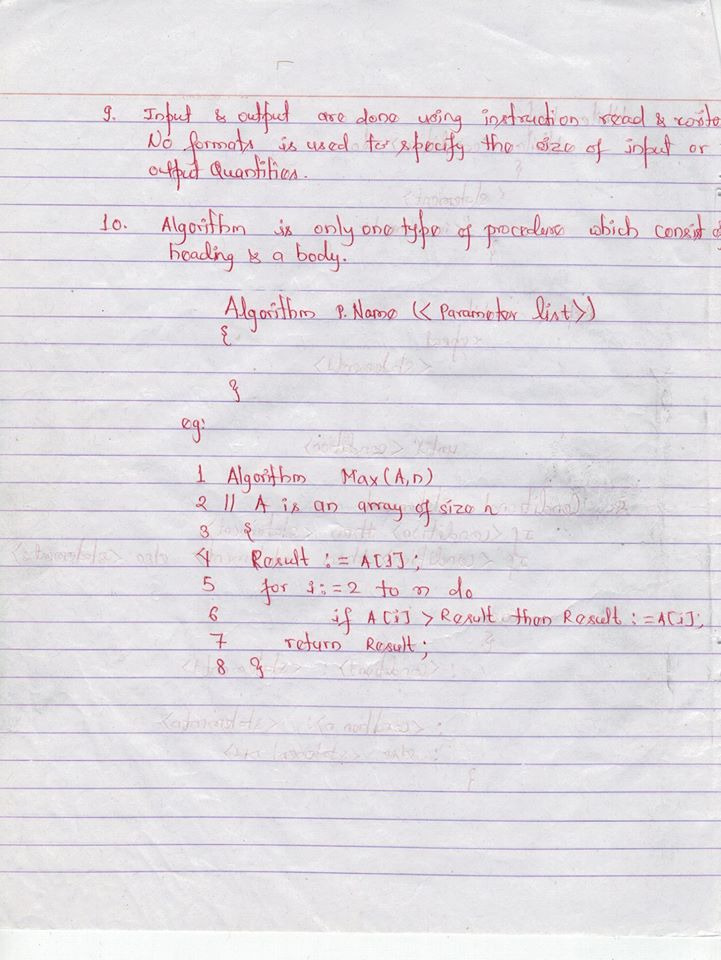 9. Input & output are done using instruction read & write
No formats is used to specify the size of input or
output Quantities.
10. Algorithm is only one type of procedure which consist of
heading & a body.
Algorithm P.Name (<Parameter list>)
{
}
eg:
1 Algorithm Max(A,n)
2 // A is an array of size n
3 {
4 Result := A[1];
5 for i:=2 to n do
6 if A[i] > Result then Result := A[i];
7 return Result;
8 }